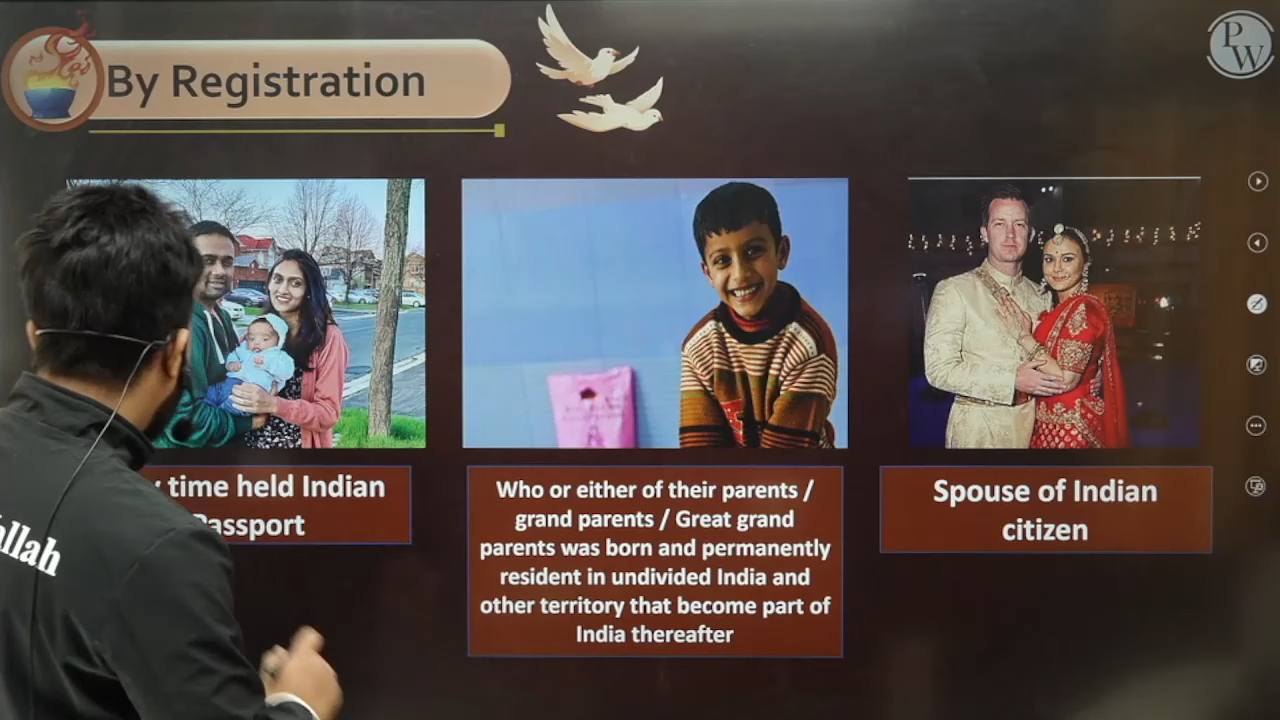 By Registration
PW
time held Indian
Passport
Who or either of their parents /
grand parents / Great grand
parents was born and permanently
resident in undivided India and
other territory that become part of
India thereafter
Spouse of Indian
citizen